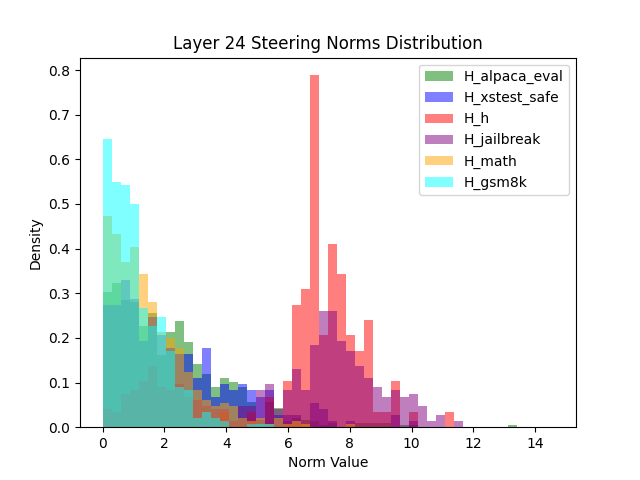 Layer 24 Steering Norms Distribution
H_alpaca_eval
H_xstest_safe
H_h
H_jailbreak
H_math
H_gsm8k
0.8
0.7
0.6
0.5
0.4
0.3
0.2
0.1
0.0
Density
0 2 4 6 8 10 12 14
Norm Value